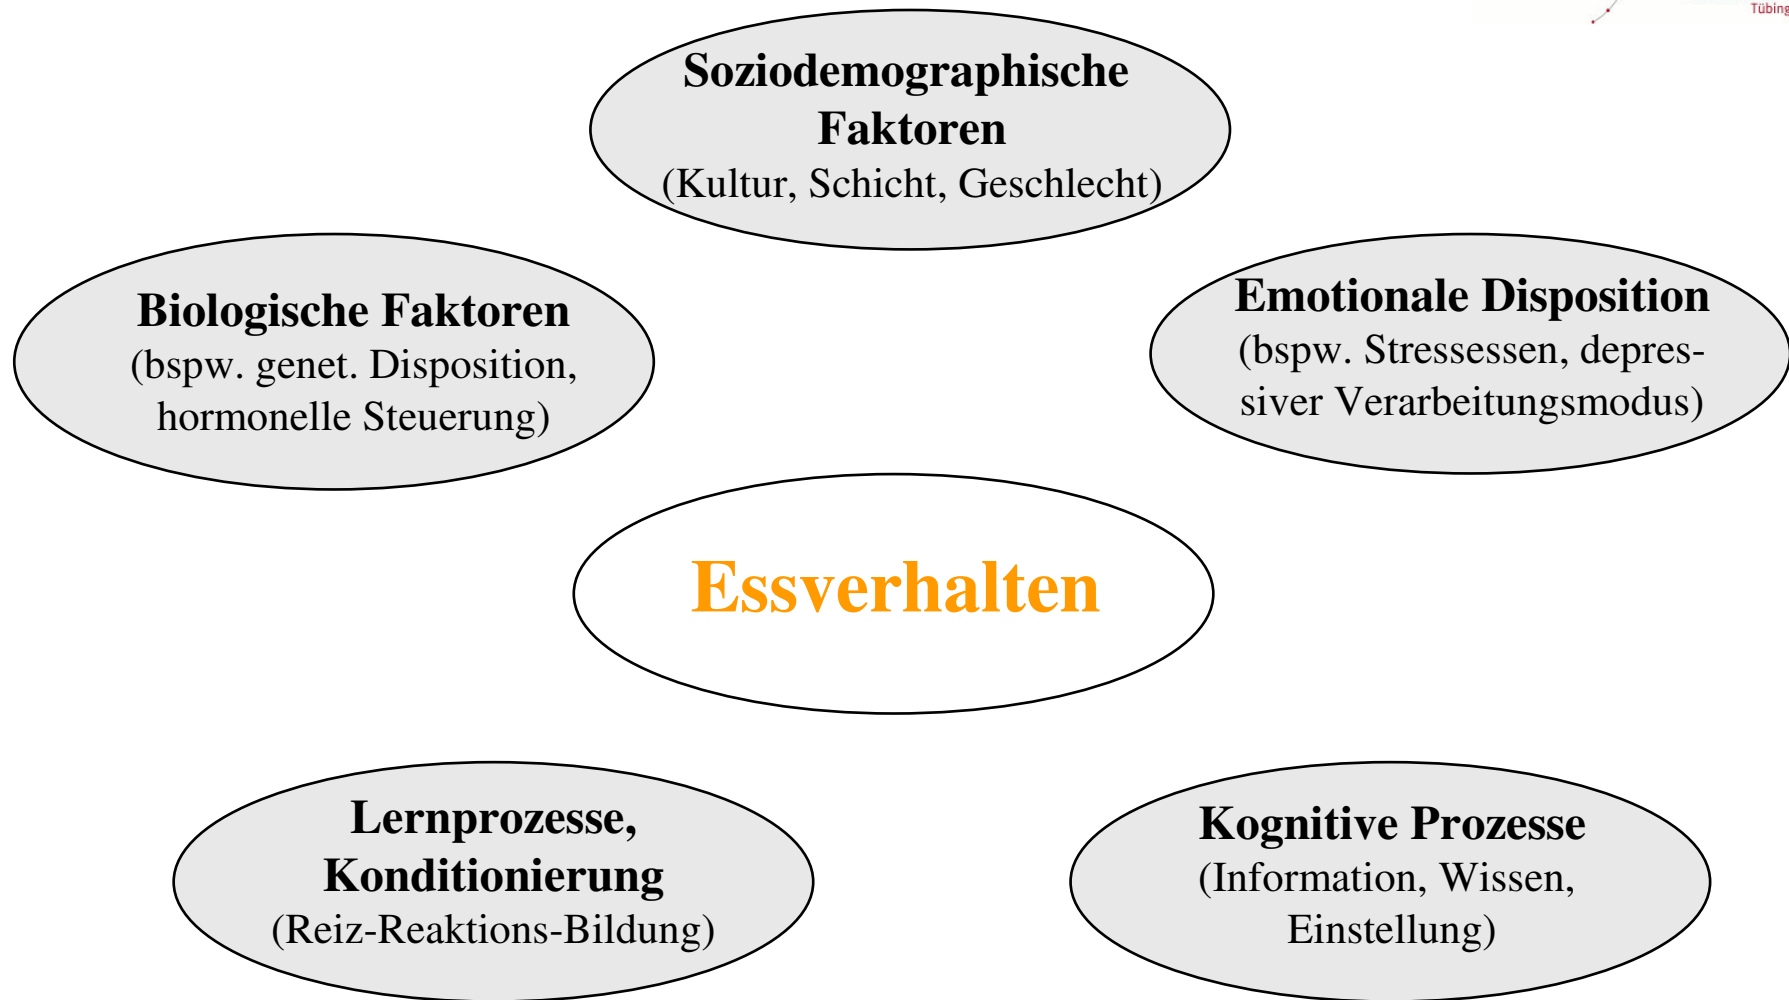 Soziodemographische
Faktoren
(Kultur, Schicht, Geschlecht)
Biologische Faktoren
(bspw. genet. Disposition,
hormonelle Steuerung)
Emotionale Disposition
(bspw. Stressessen, depres-
siver Verarbeitungsmodus)
Essverhalten
Lernprozesse,
Konditionierung
(Reiz-Reaktions-Bildung)
Kognitive Prozesse
(Information, Wissen,
Einstellung)